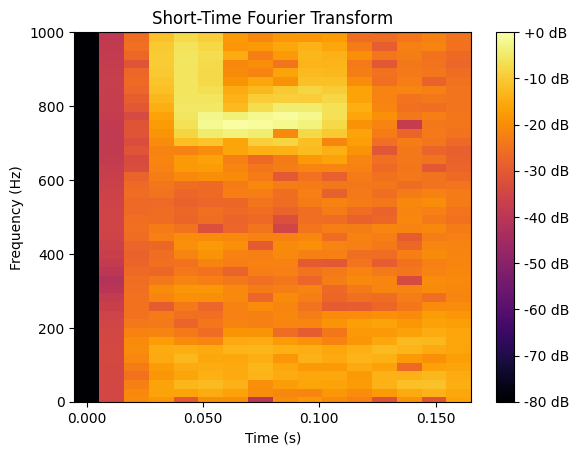 Short-Time Fourier Transform
1000
800
600
400
200
0
Frequency (Hz)
0.000
0.050
0.100
0.150
Time (s)
+0 dB
-10 dB
-20 dB
-30 dB
-40 dB
-50 dB
-60 dB
-70 dB
-80 dB